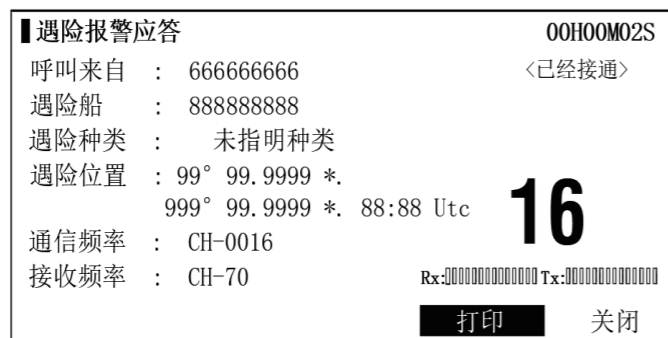 遇险报警应答 00H00M02S
呼叫来自 : 666666666 <已经接通>
遇险船 : 888888888
遇险种类 : 未指明种类
遇险位置 : 99° 99.9999 *.
999° 99.9999 *. 88:88 Utc
16
通信频率 : CH-0016
接收频率 : CH-70
Rx: Tx:
打印 关闭